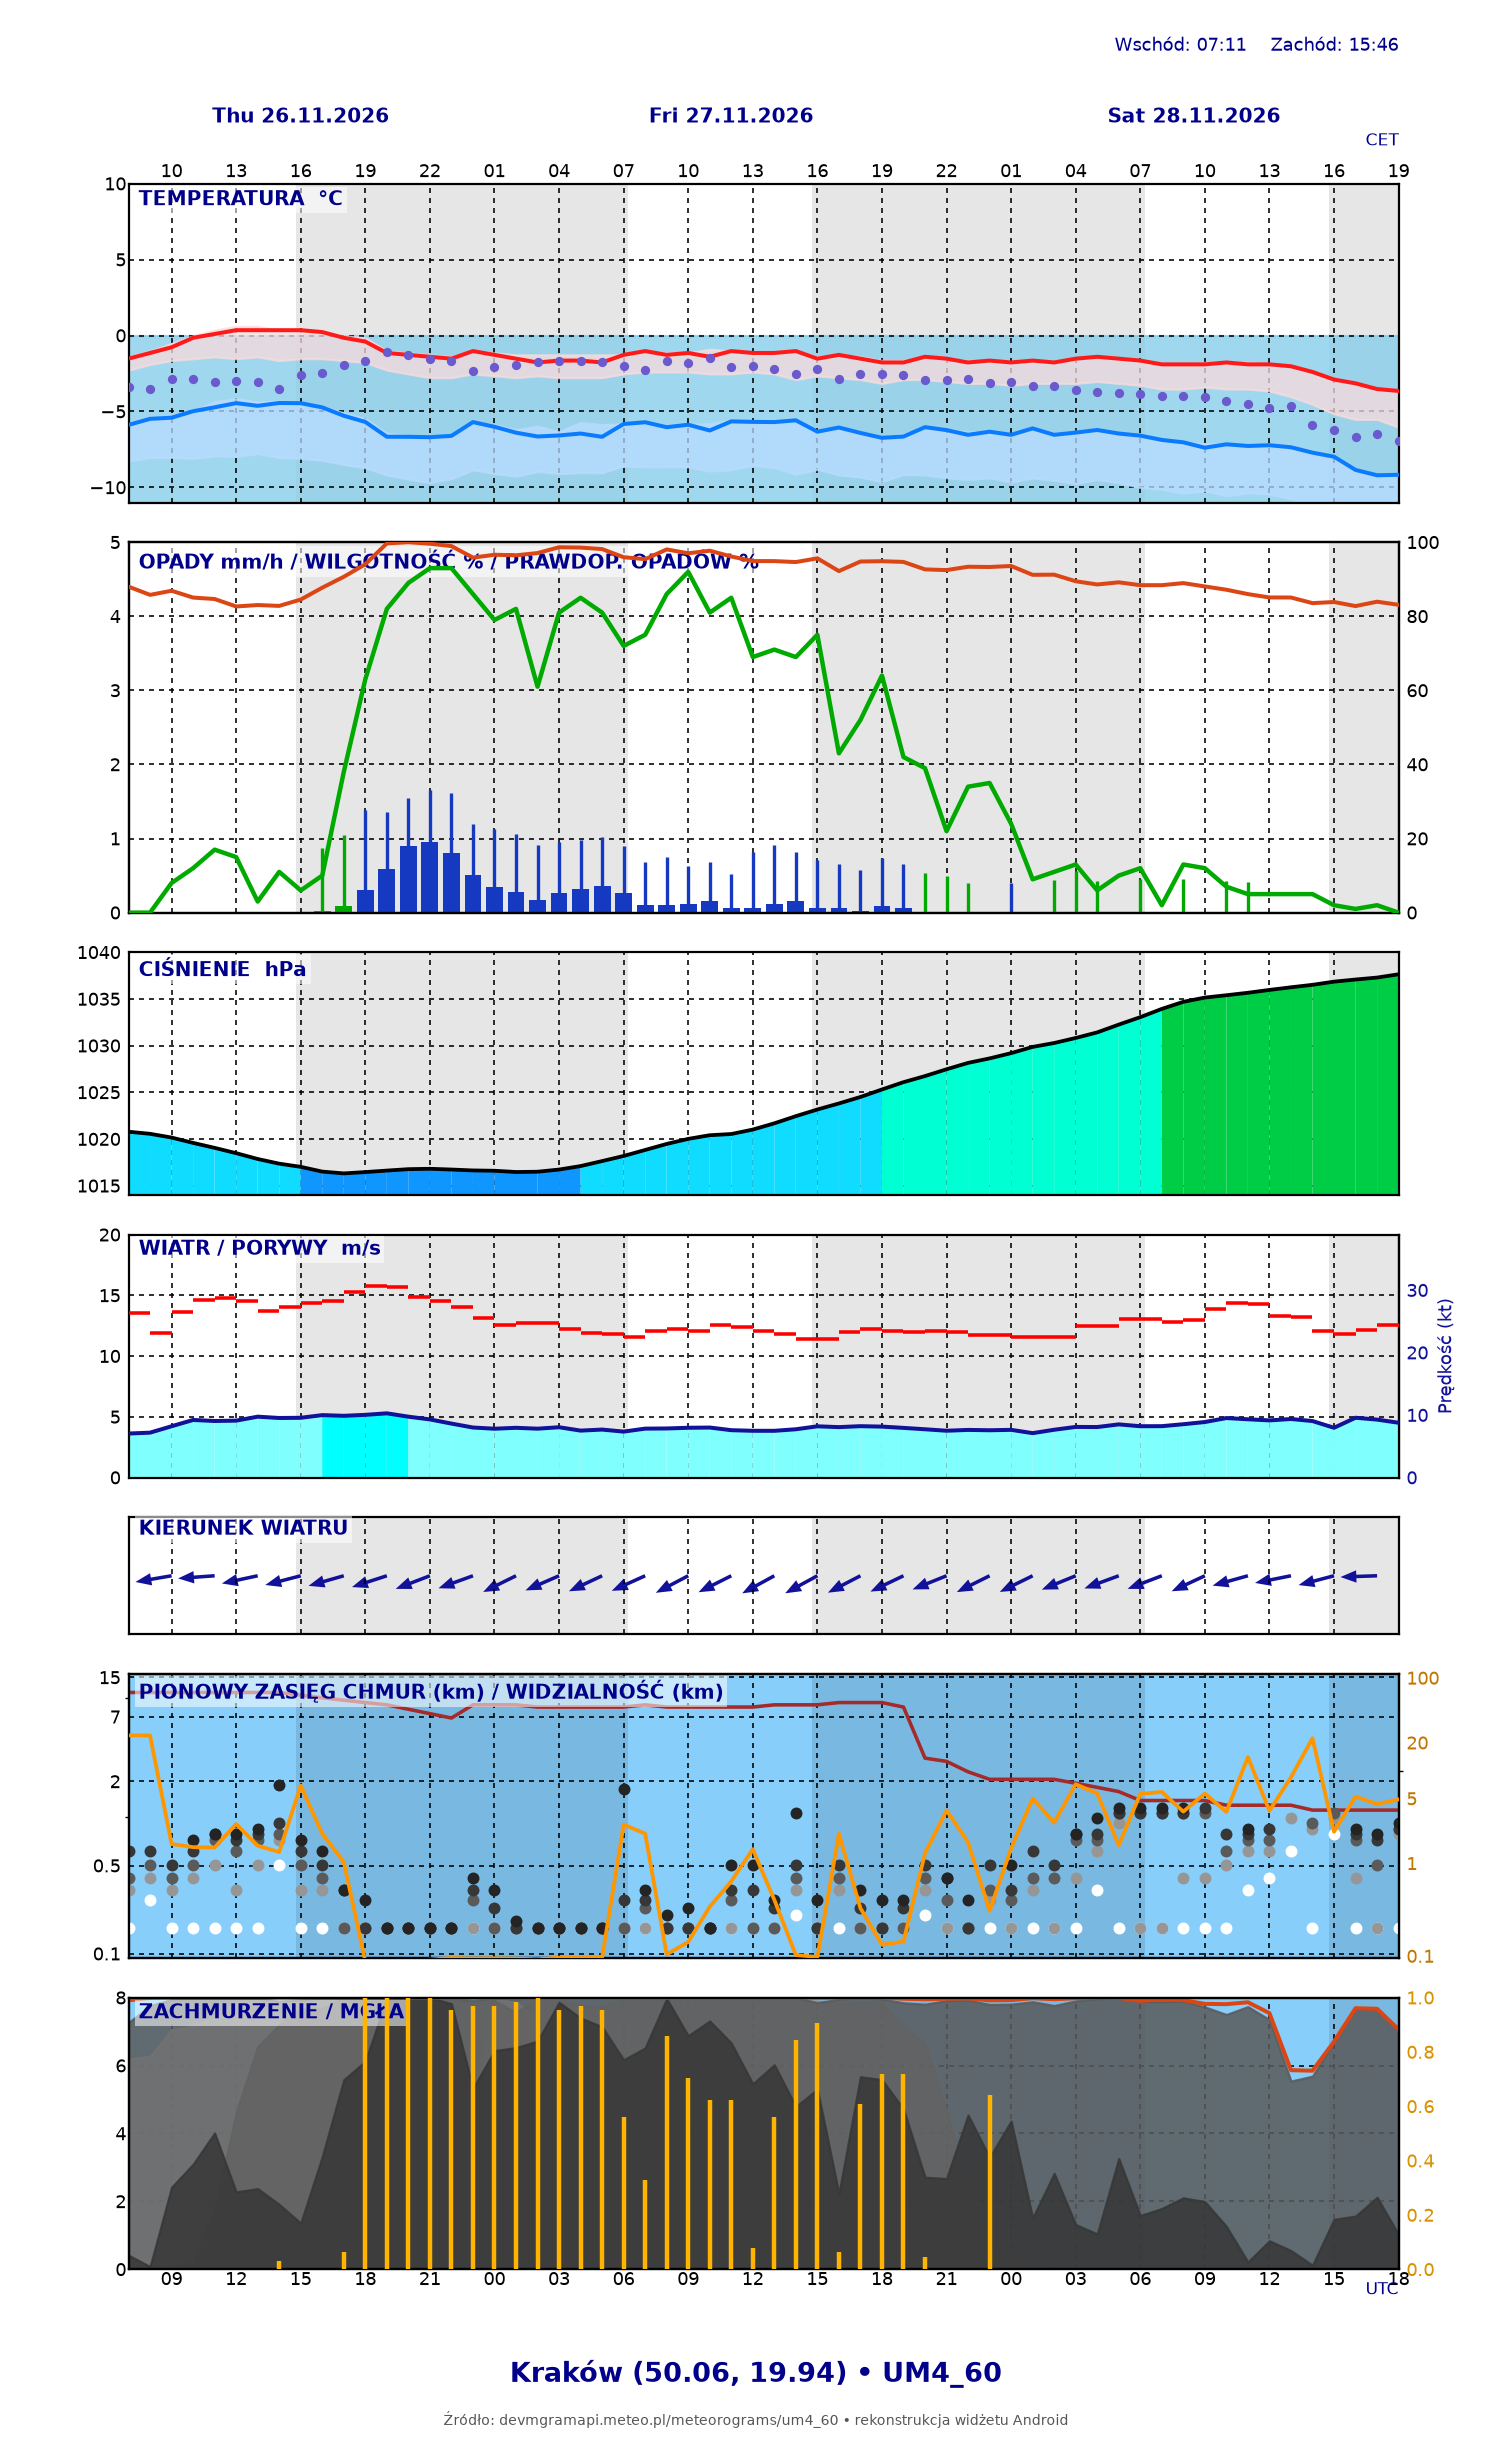 Wschód: 07:11 Zachód: 15:46
Thu 26.11.2026 Fri 27.11.2026 Sat 28.11.2026
CET
10 13 16 19 22 01 04 07 10 13 16 19 22 01 04 07 10 13 16 19
TEMPERATURA °C
10
5
0
−5
−10
OPADY mm/h / WILGOTNOŚĆ % / PRAWDOP. OPADÓW %
5 100
4 80
3 60
2 40
1 20
0 0
CIŚNIENIE hPa
1040
1035
1030
1025
1020
1015
WIATR / PORYWY m/s
20
15
10
5
0
30
20
10
0
Prędkość (kt)
KIERUNEK WIATRU
PIONOWY ZASIĘG CHMUR (km) / WIDZIALNOŚĆ (km)
15
7
2
0.5
0.1
100
20
5
1
0.1
ZACHMURZENIE / MGŁA
8
6
4
2
0
1.0
0.8
0.6
0.4
0.2
0.0
09 12 15 18 21 00 03 06 09 12 15 18 21 00 03 06 09 12 15 18
UTC
Kraków (50.06, 19.94) • UM4_60
Źródło: devmgramapi.meteo.pl/meteorograms/um4_60 • rekonstrukcja widżetu Android